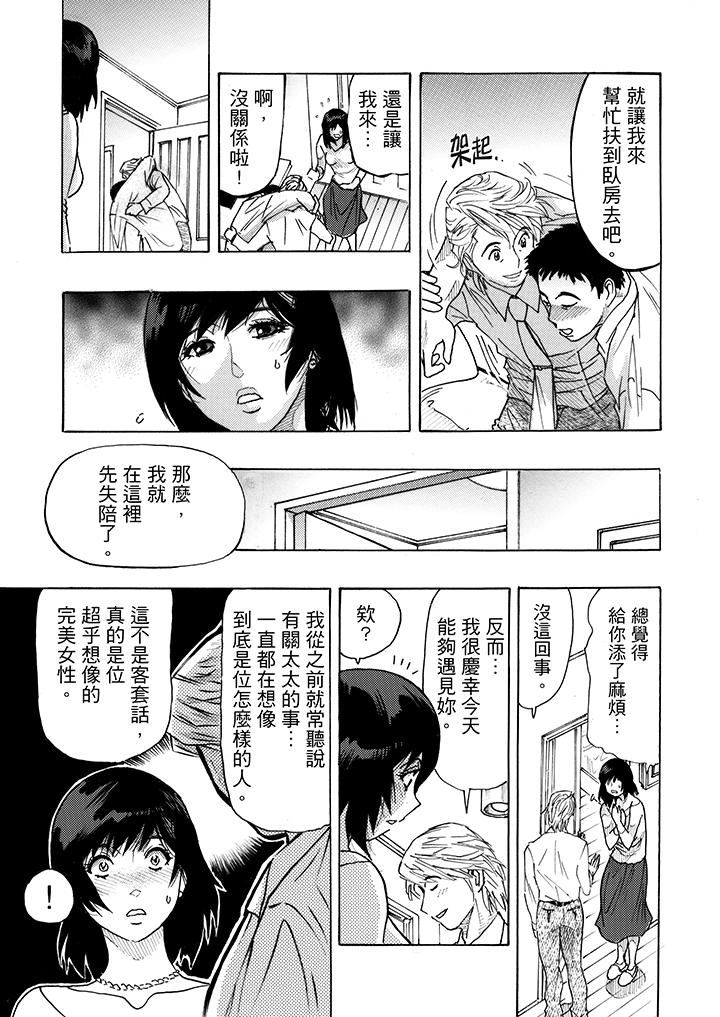 就讓我來
幫忙扶到臥房去吧。
架起..
還是讓
我來…
啊，
沒關係啦！
那麼，
我就
在這裡
先失陪了。
總覺得
給你添了麻煩…
沒這回事。
反而…
我很慶幸今天
能夠遇見妳。
欸？
我從之前就常聽說
有關太太的事…
一直都在想像
到底是位怎麼樣的人。
這不是客套話，
真的是位
超乎想像的
完美女性。
！